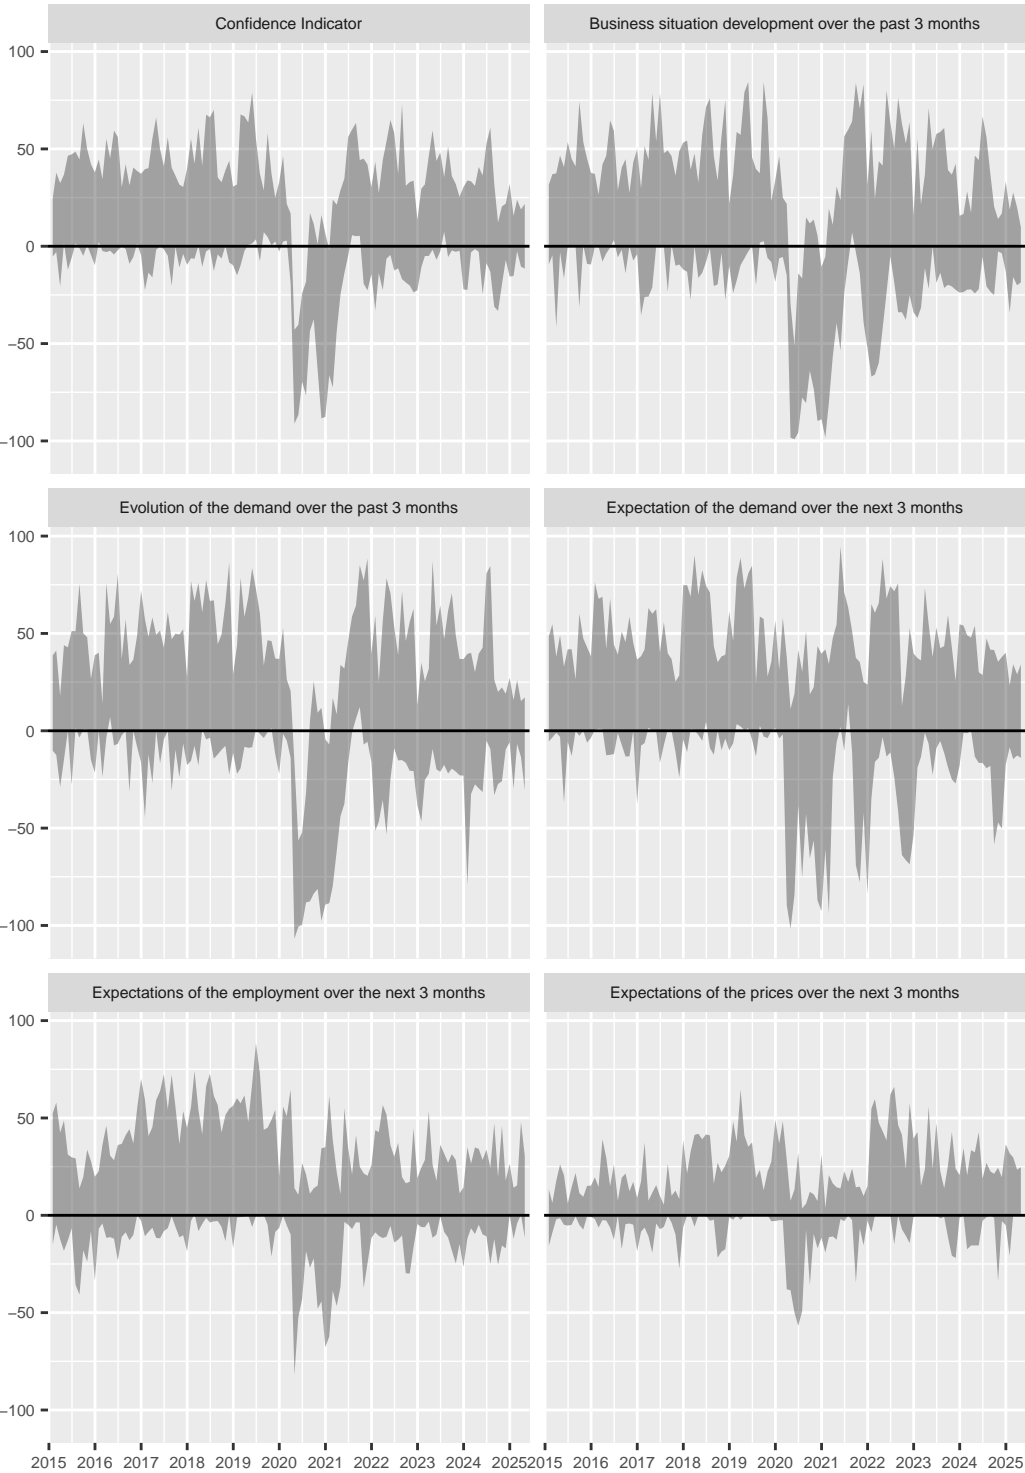 Confidence Indicator
Business situation development over the past 3 months
100
50
0
−50
−100
Evolution of the demand over the past 3 months
Expectation of the demand over the next 3 months
100
50
0
−50
−100
Expectations of the employment over the next 3 months
Expectations of the prices over the next 3 months
100
50
0
−50
−100
2015 2016 2017 2018 2019 2020 2021 2022 2023 2024 2025 2015 2016 2017 2018 2019 2020 2021 2022 2023 2024 2025